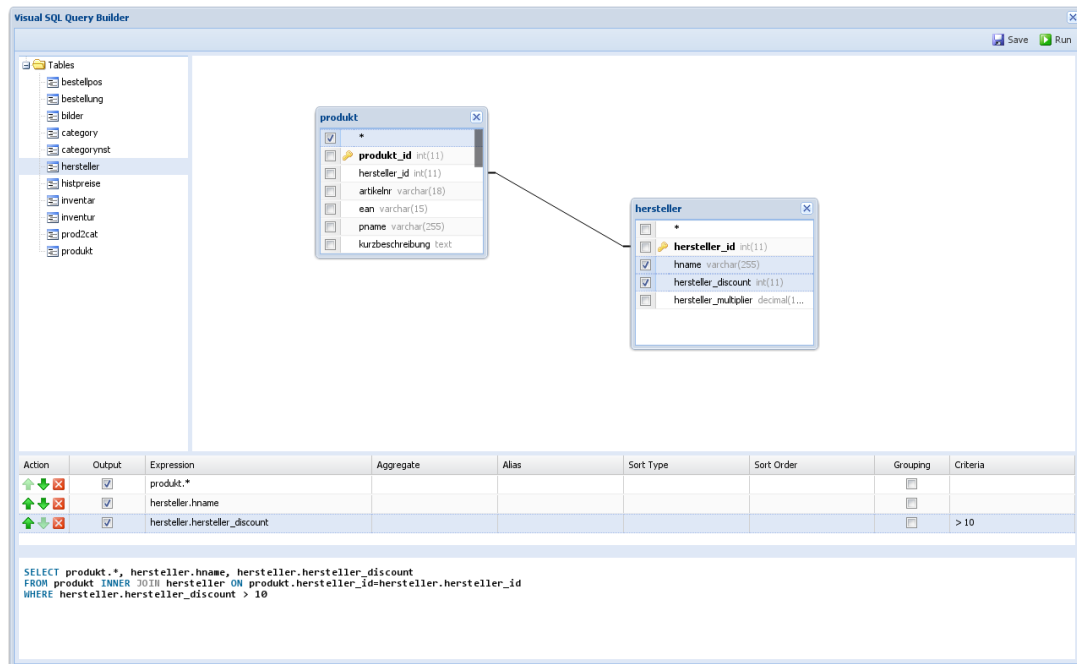 Visual SQL Query Builder
Save Run
Tables
bestellpos
bestellung
bilder
category
categorynst
hersteller
histpreise
inventar
inventur
prod2cat
produkt
produkt
*
produkt_id int(11)
hersteller_id int(11)
artikelnr varchar(18)
ean varchar(15)
pname varchar(255)
kurzbeschreibung text
hersteller
*
hersteller_id int(11)
hname varchar(255)
hersteller_discount int(11)
hersteller_multiplier decimal(1...
Action Output Expression Aggregate Alias Sort Type Sort Order Grouping Criteria
produkt.*
hersteller.hname
hersteller.hersteller_discount > 10
SELECT produkt.*, hersteller.hname, hersteller.hersteller_discount
FROM produkt INNER JOIN hersteller ON produkt.hersteller_id=hersteller.hersteller_id
WHERE hersteller.hersteller_discount > 10